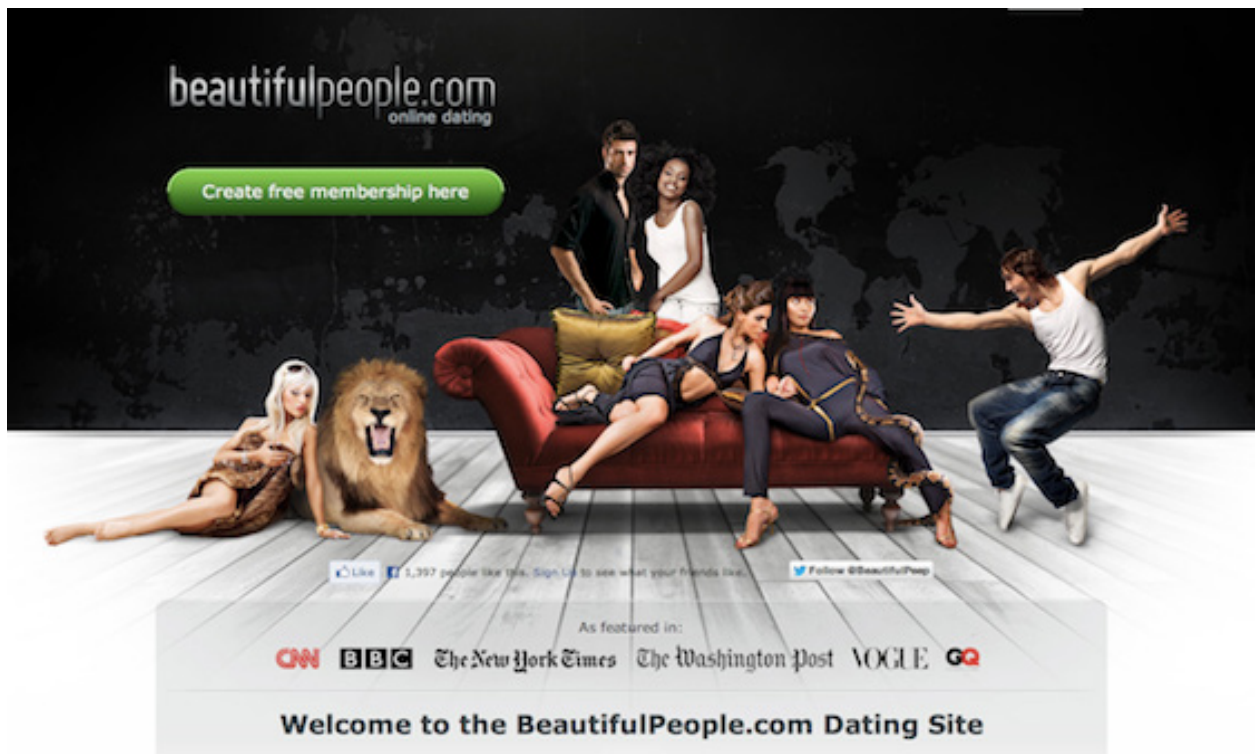 beautifulpeople.com
online dating
Create free membership here
Like 1,397 people like this. Sign Up to see what your friends like.
Follow @BeautifulPeep
As featured in:
CNN BBC The New York Times The Washington Post VOGUE GQ
Welcome to the BeautifulPeople.com Dating Site